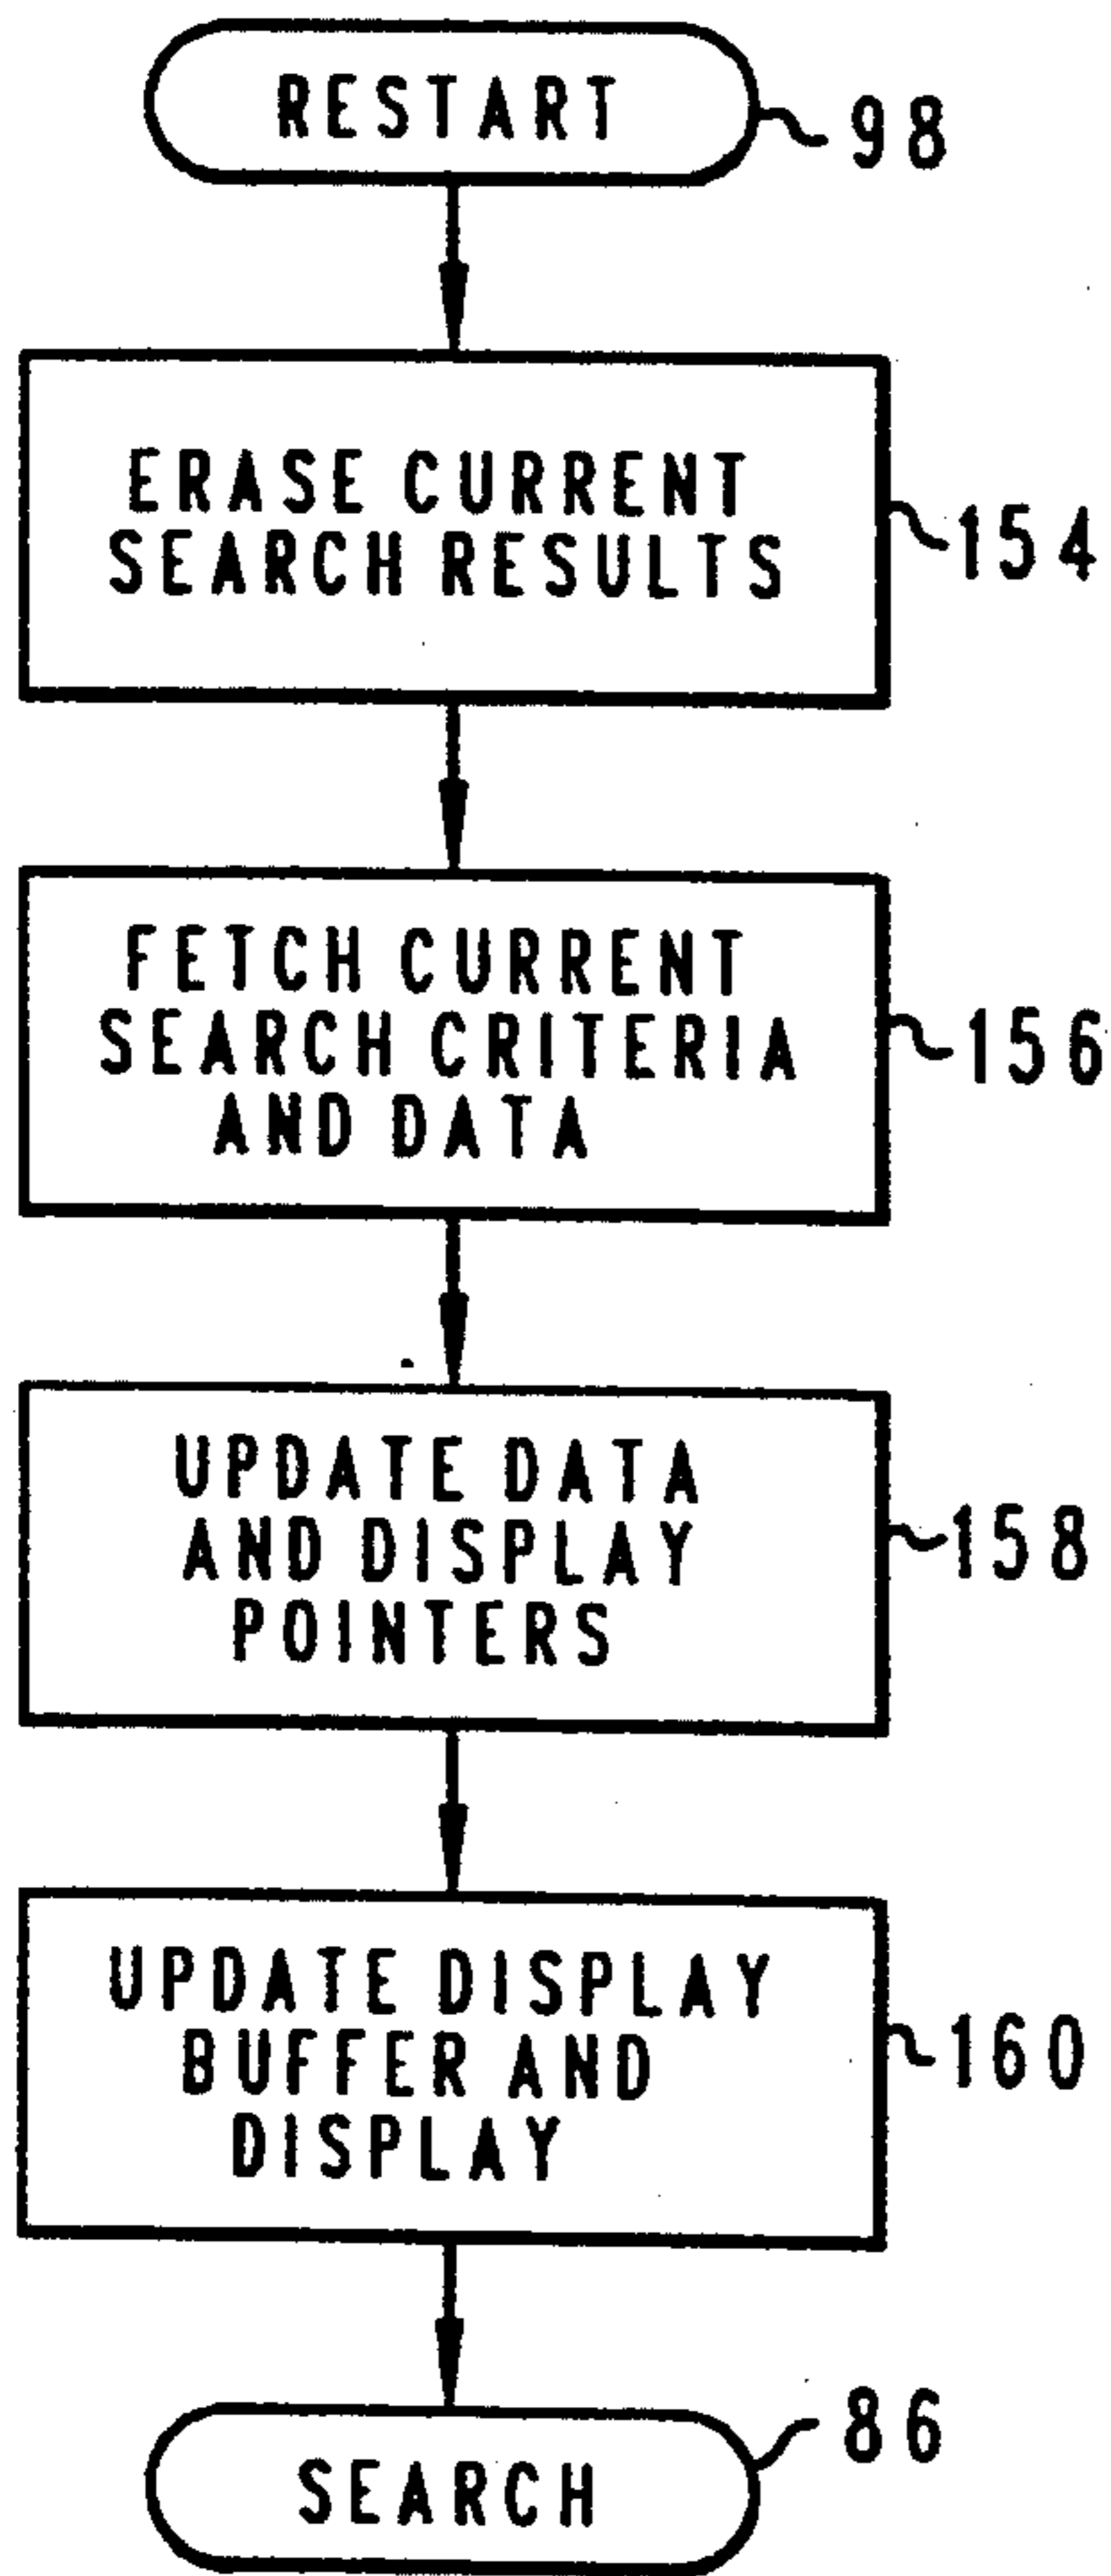 RESTART
98
ERASE CURRENT
SEARCH RESULTS
154
FETCH CURRENT
SEARCH CRITERIA
AND DATA
156
UPDATE DATA
AND DISPLAY
POINTERS
158
UPDATE DISPLAY
BUFFER AND
DISPLAY
160
SEARCH
86